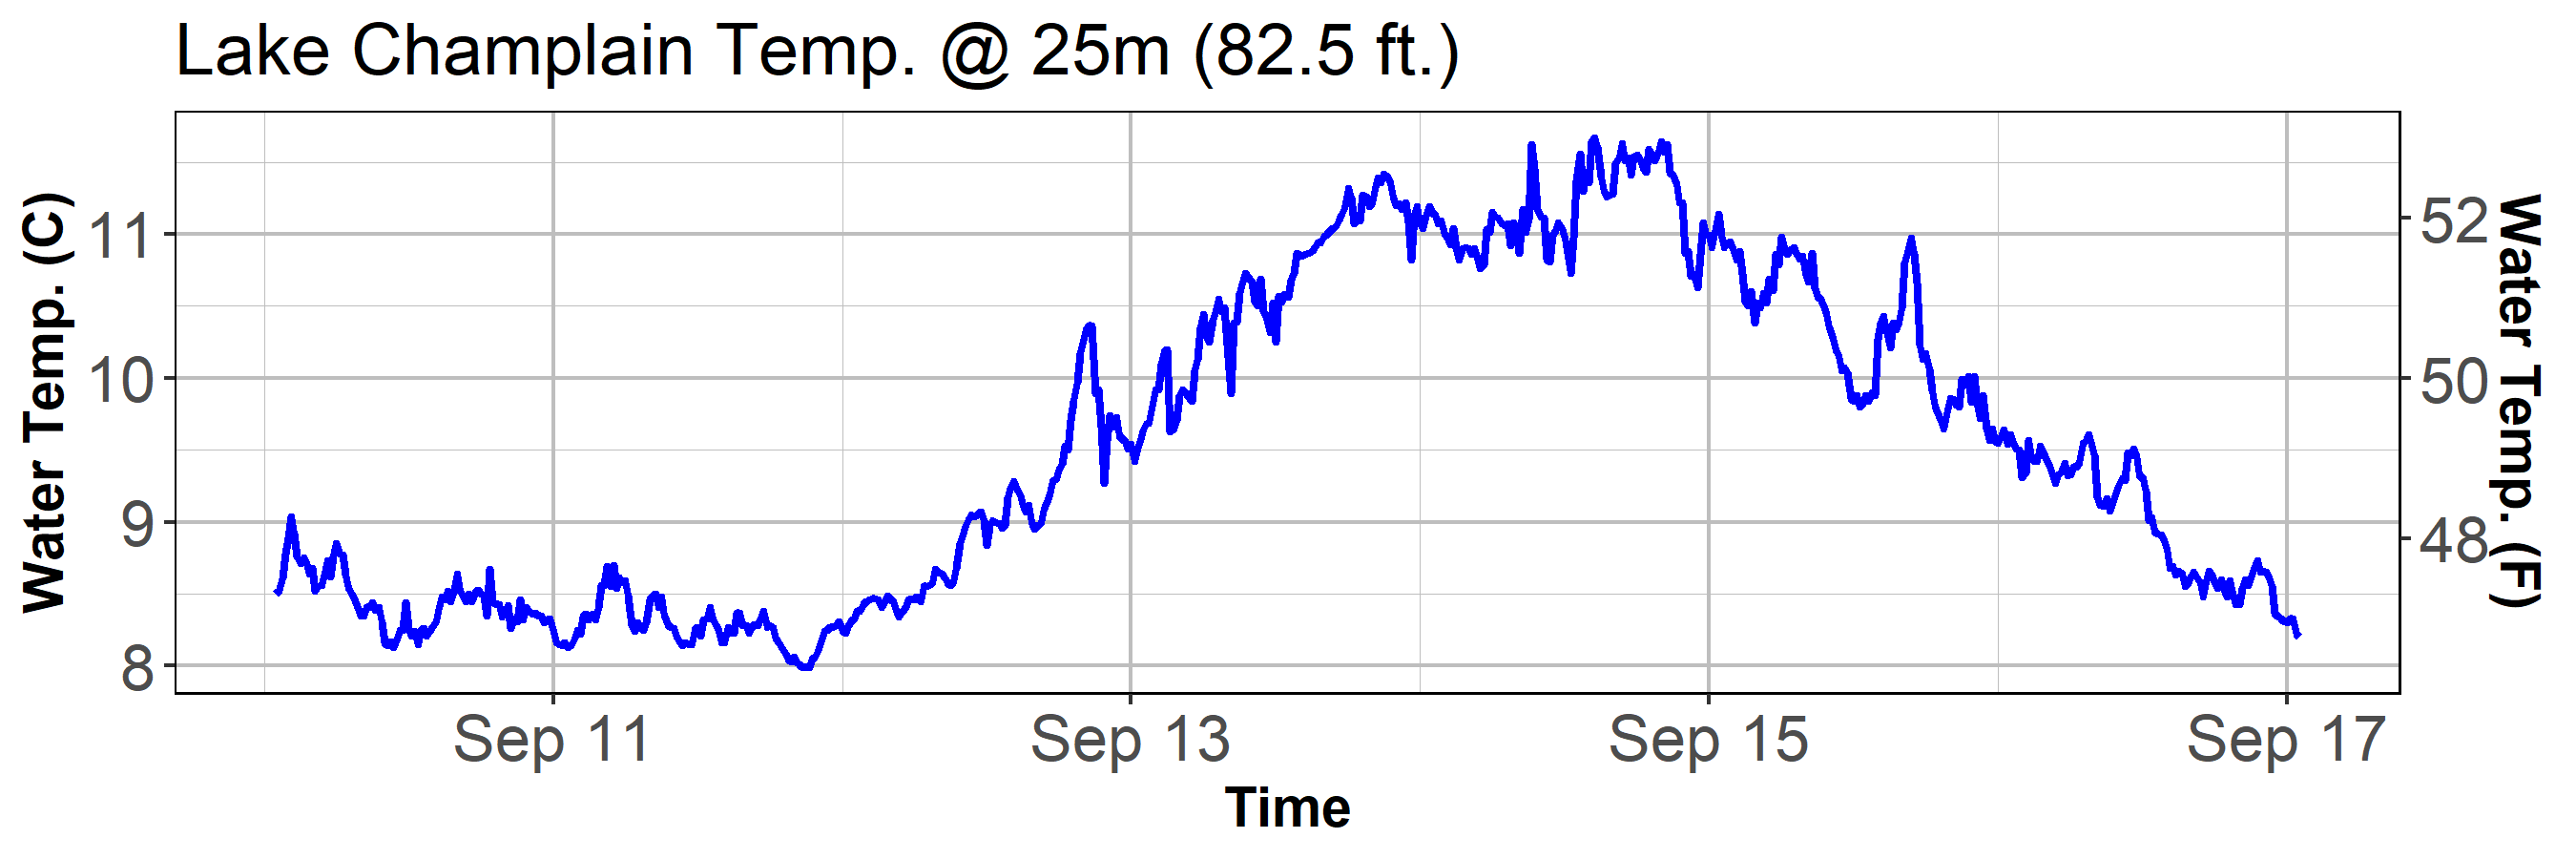 Lake Champlain Temp. @ 25m (82.5 ft.)
Water Temp. (C)
11
10
9
8
52
50
48
Water Temp. (F)
Sep 11 Sep 13 Sep 15 Sep 17
Time